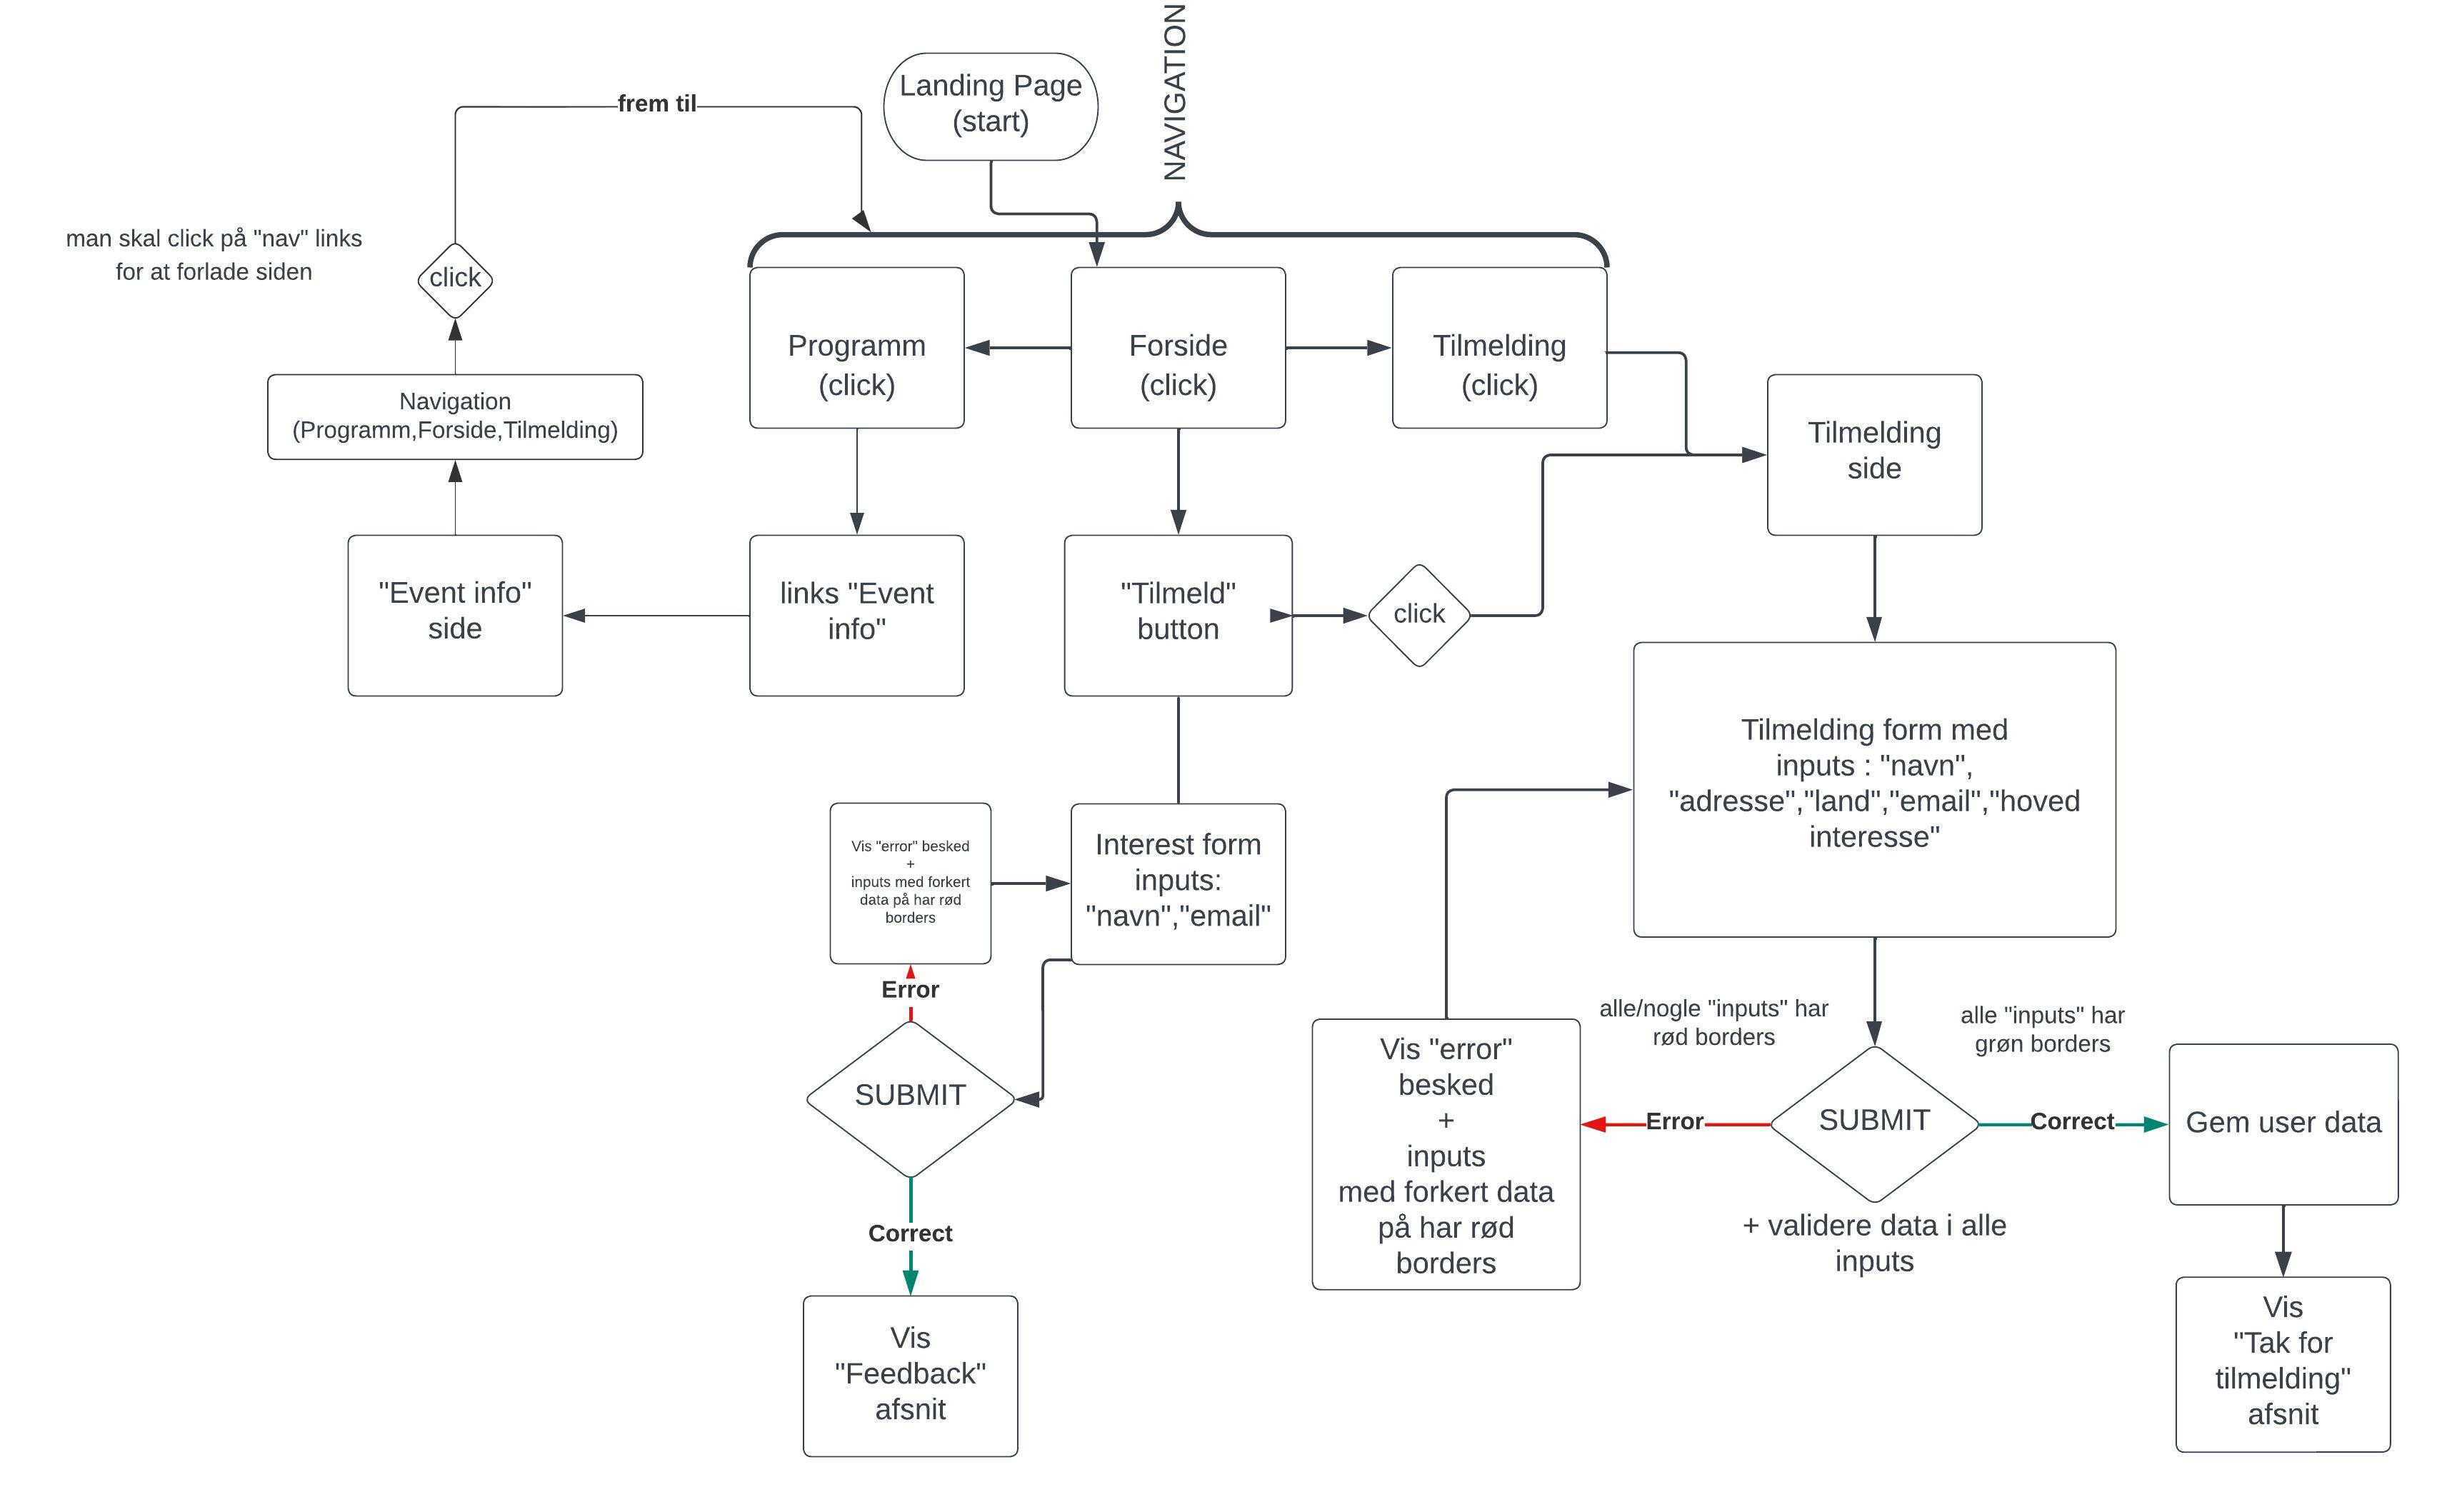 NAVIGATION
Landing Page
(start)
frem til
man skal click på "nav" links
for at forlade siden
click
Programm
(click)
Forside
(click)
Tilmelding
(click)
Navigation
(Programm,Forside,Tilmelding)
Tilmelding
side
"Event info"
side
links "Event
info"
"Tilmeld"
button
click
Tilmelding form med
inputs : "navn",
"adresse","land","email","hoved
interesse"
Vis "error" besked
+
inputs med forkert
data på har rød
borders
Interest form
inputs:
"navn","email"
Error
SUBMIT
Correct
Vis
"Feedback"
afsnit
alle/nogle "inputs" har
rød borders
alle "inputs" har
grøn borders
Vis "error"
besked
+
inputs
med forkert data
på har rød
borders
Error
SUBMIT
Correct
Gem user data
+ validere data i alle
inputs
Vis
"Tak for
tilmelding"
afsnit